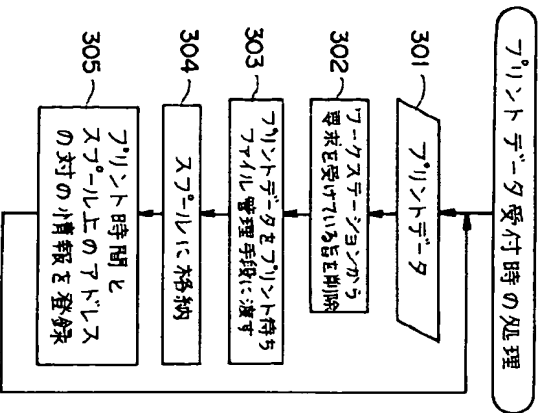 プリントデータ受付時の処理
301
プリントデータ
302
ワークステーションから
要求を受けている旨を削除
303
プリントデータをプリント待ち
ファイル管理手段に渡す
304
スプールに格納
305
プリント時間と
スプール上のアドレス
の対の情報を登録